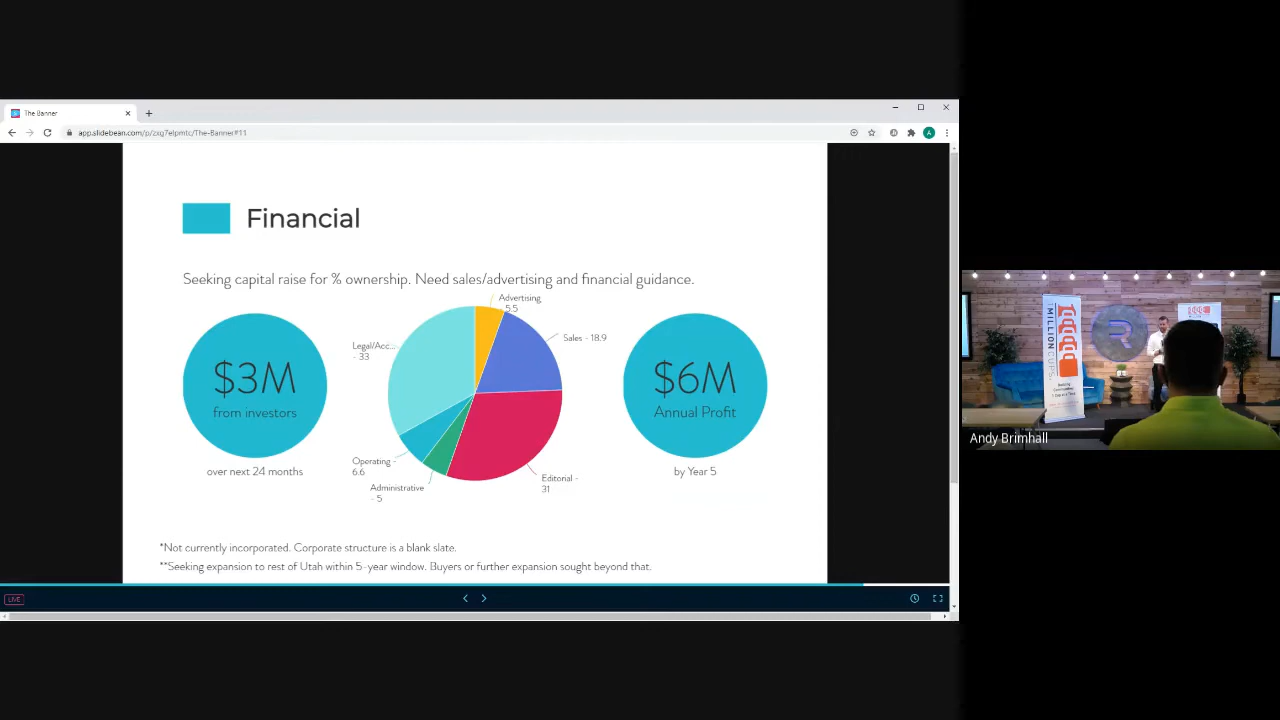 The Banner
app.slidebean.com/p/zxg7elpmtc/The-Banner#11
A
Financial
Seeking capital raise for % ownership. Need sales/advertising and financial guidance.
$3M
from investors
over next 24 months
Advertising
5.5
Sales - 18.9
Legal/Acc...
- 33
Operating -
6.6
Administrative
- 5
Editorial -
31
$6M
Annual Profit
by Year 5
*Not currently incorporated. Corporate structure is a blank slate.
**Seeking expansion to rest of Utah within 5-year window. Buyers or further expansion sought beyond that.
LIVE
1MILLIONCUPS
Andy Brimhall